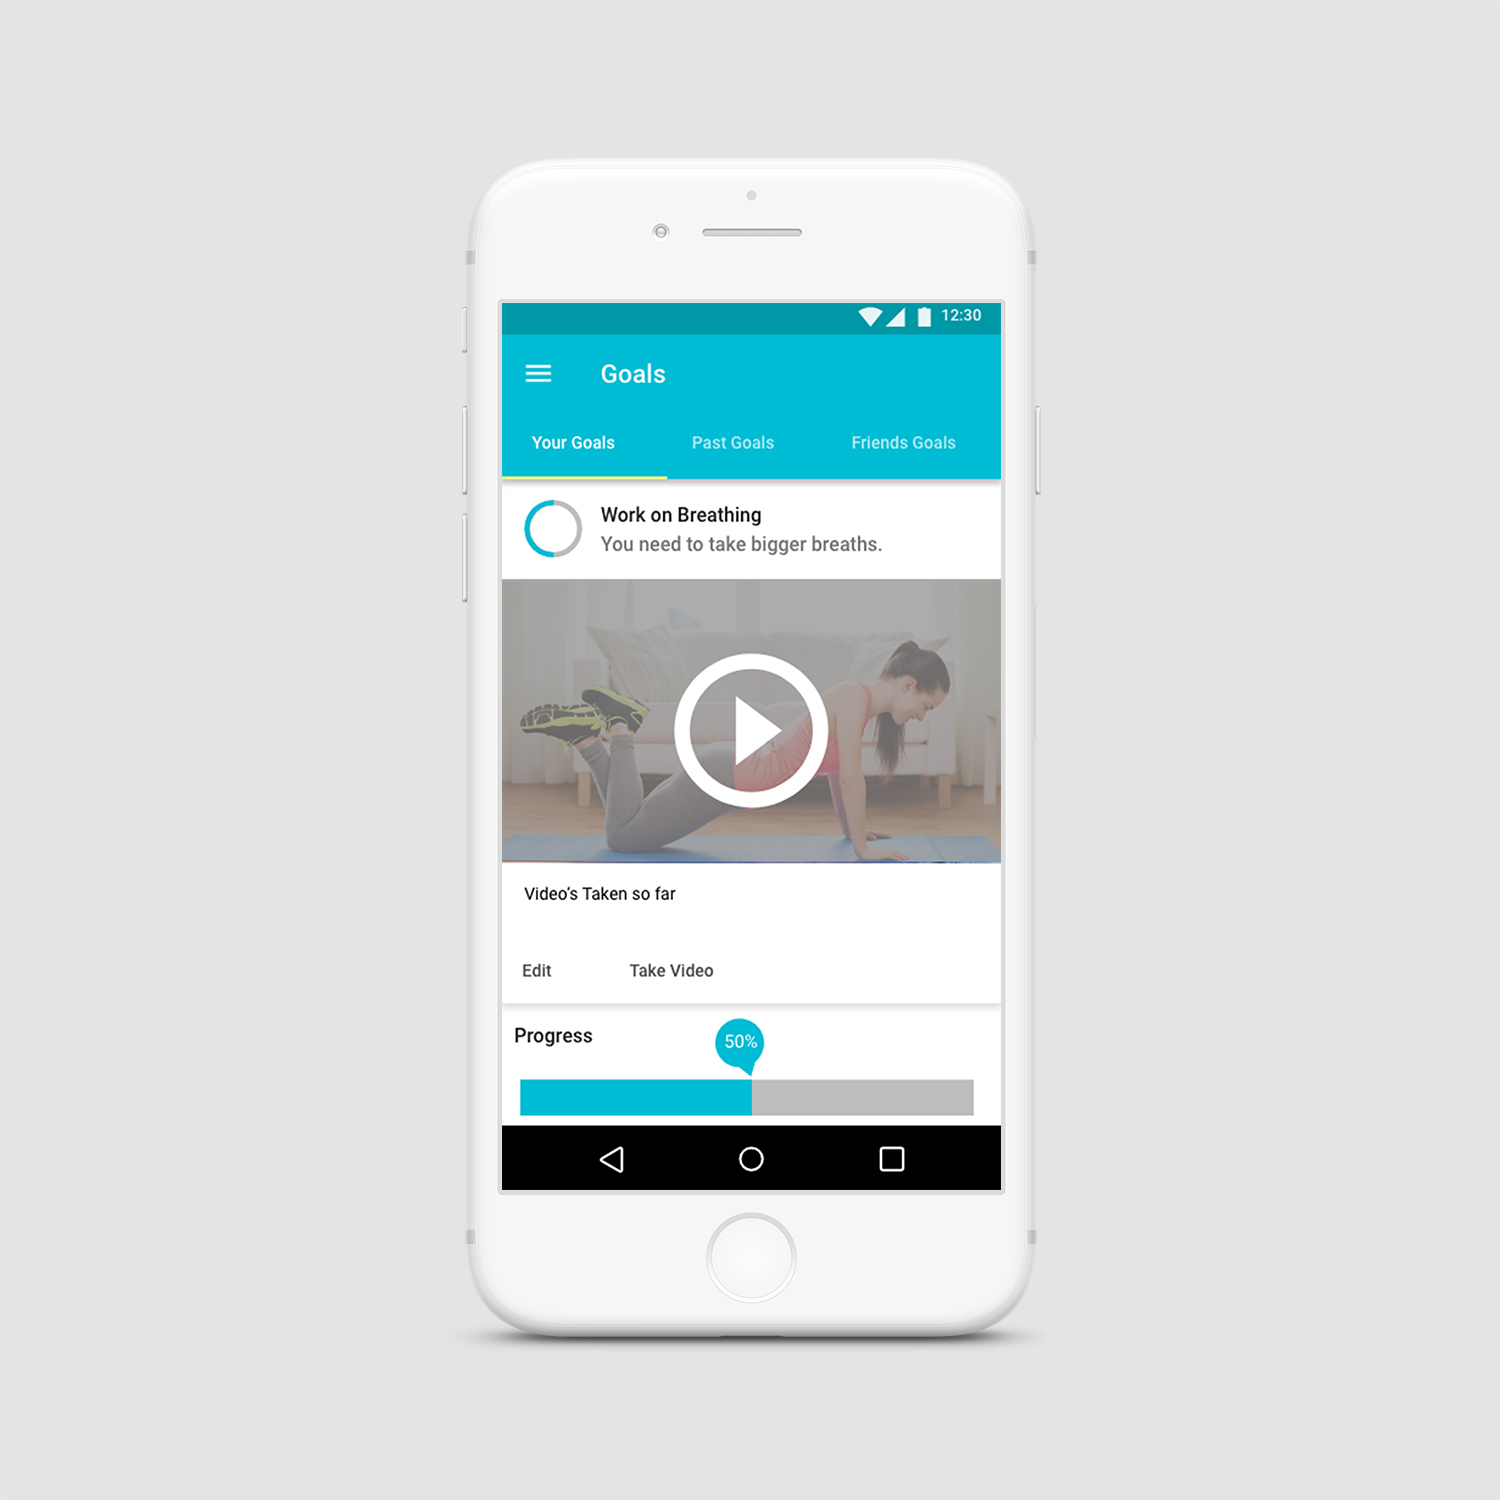 12:30
Goals
Your Goals Past Goals Friends Goals
Work on Breathing
You need to take bigger breaths.
Video's Taken so far
Edit Take Video
Progress
50%